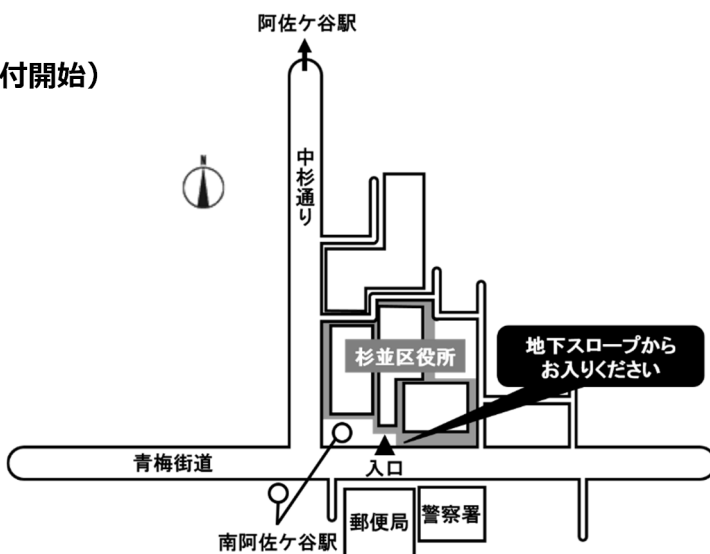 阿佐ケ谷駅
付開始）
N
中杉通り
杉並区役所
地下スロープから
お入りください
青梅街道
入口
南阿佐ケ谷駅
郵便局
警察署